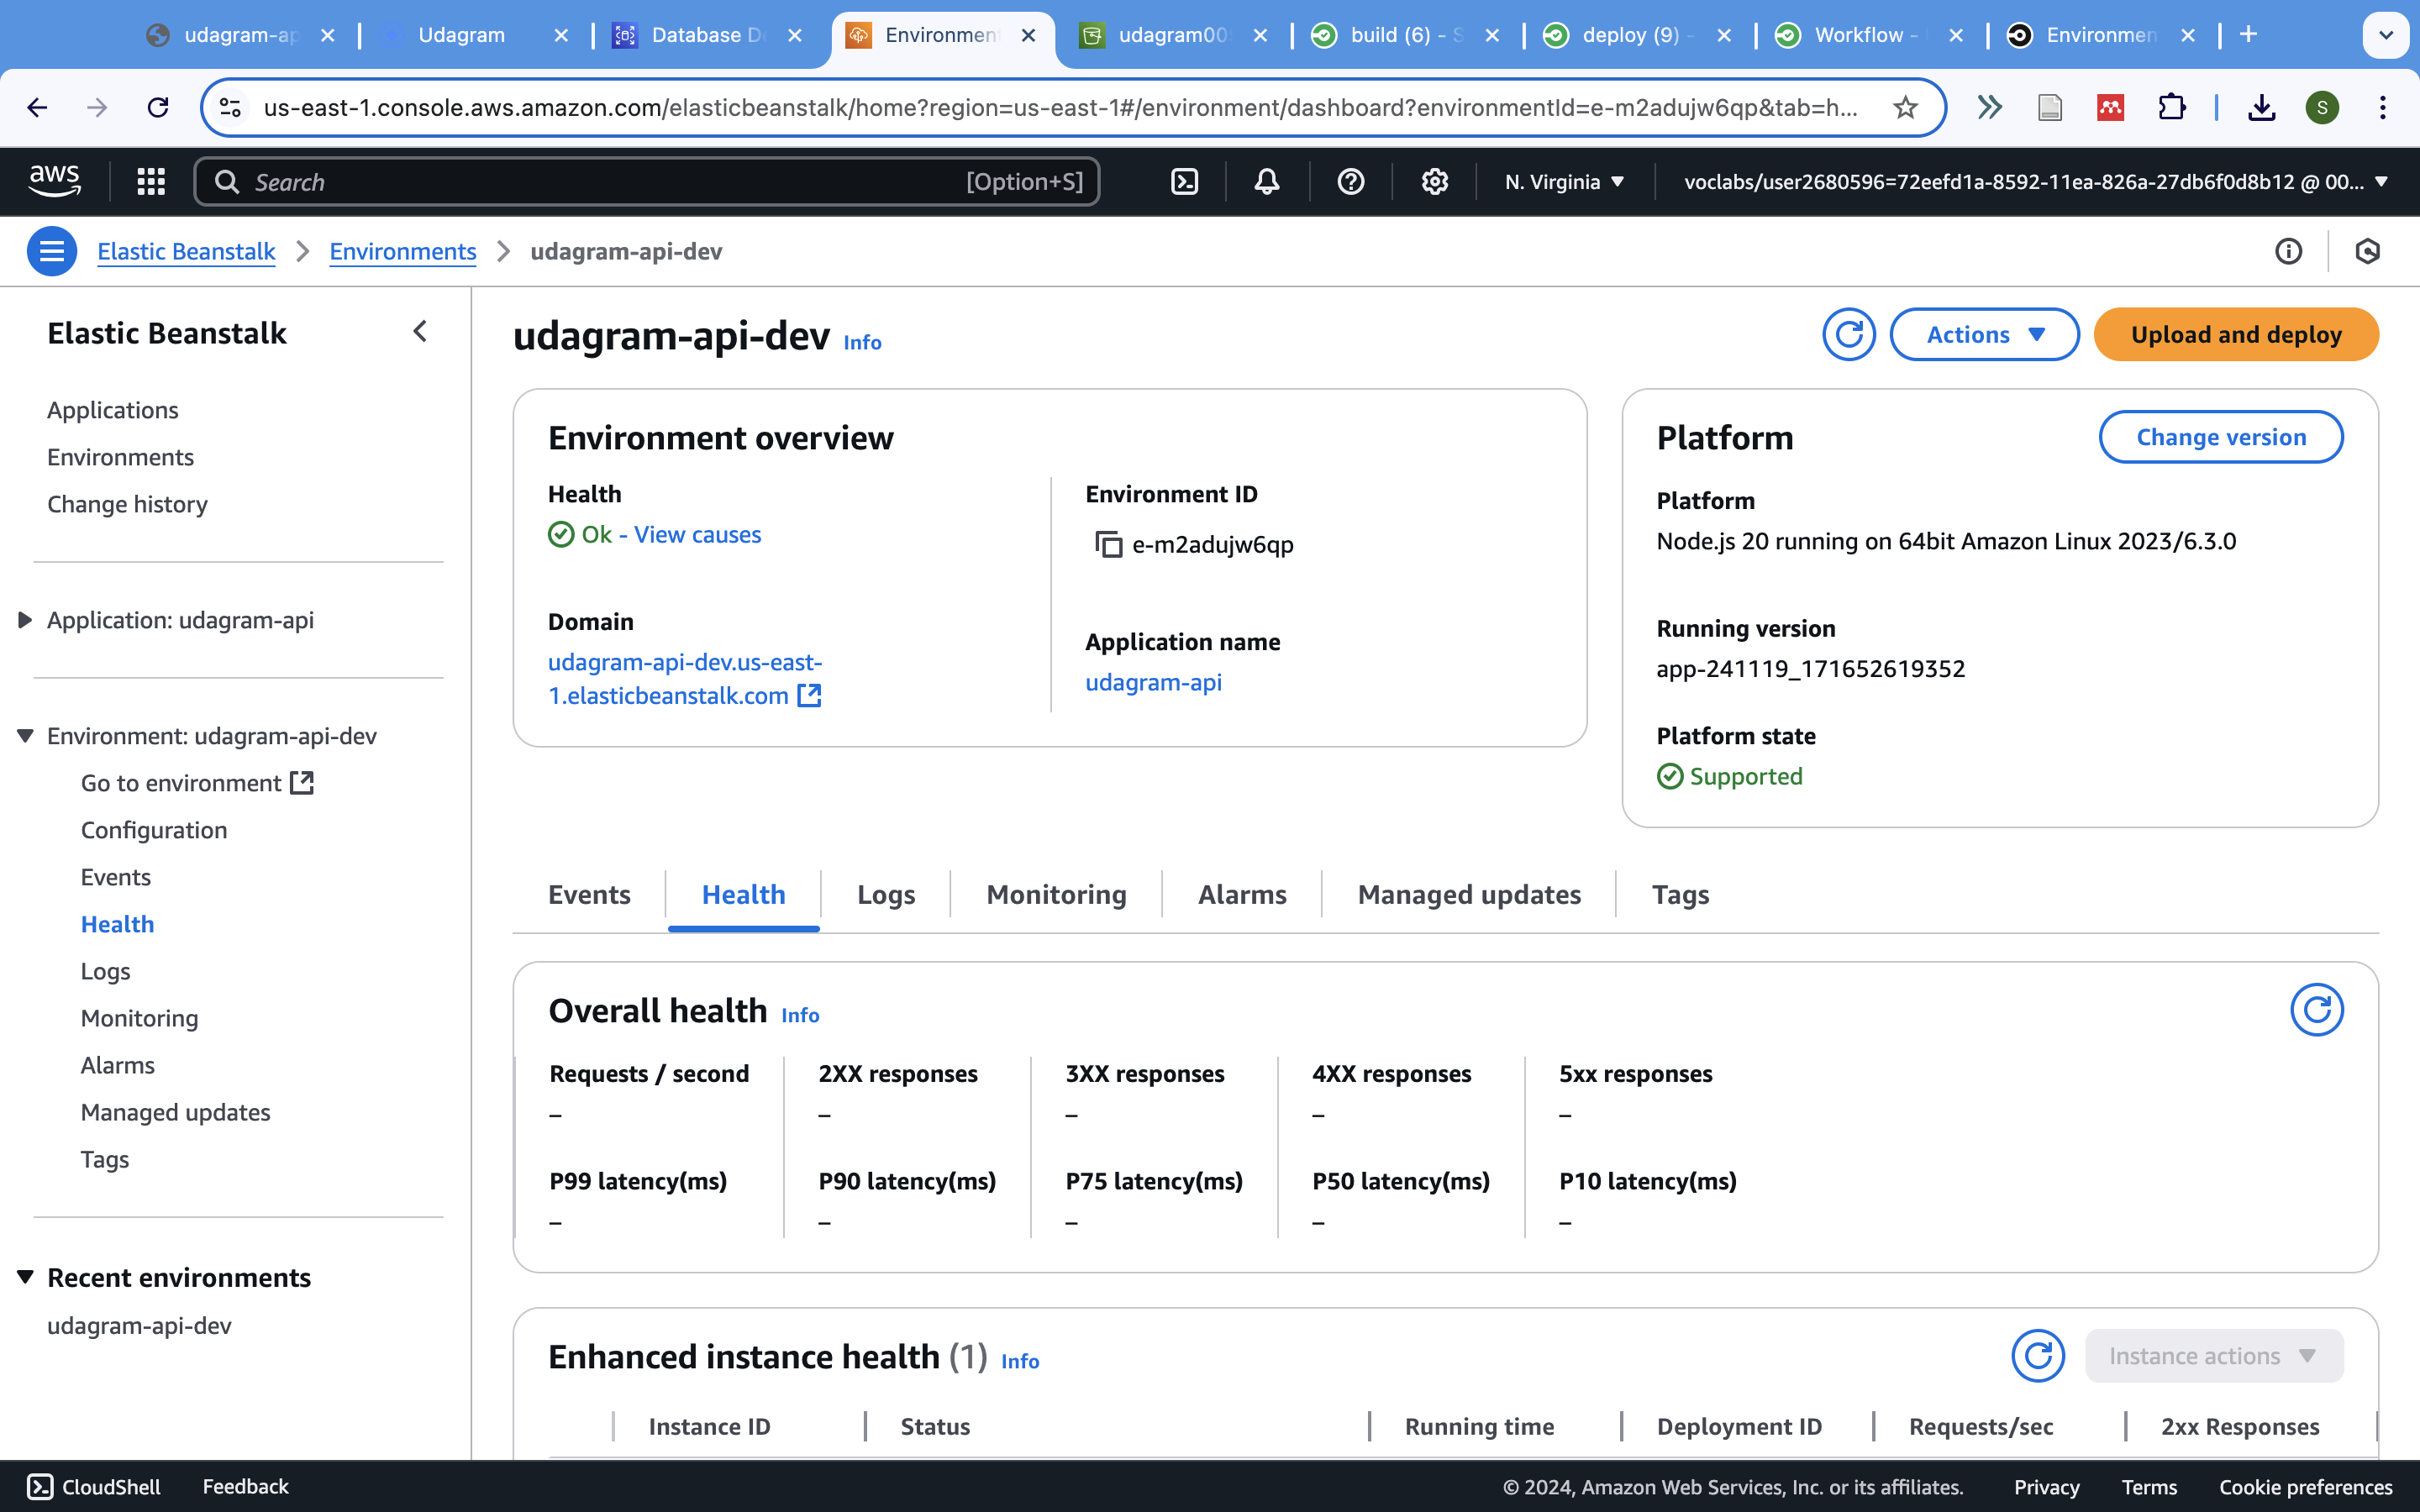 udagram-ap
Udagram
Database D
Environmen
udagram00
build (6) - S
deploy (9) -
Workflow -
Environmen
us-east-1.console.aws.amazon.com/elasticbeanstalk/home?region=us-east-1#/environment/dashboard?environmentId=e-m2adujw6qp&tab=h...
S
aws
Search
[Option+S]
N. Virginia
voclabs/user2680596=72eefd1a-8592-11ea-826a-27db6f0d8b12 @ 00...
Elastic Beanstalk
Environments
udagram-api-dev
Elastic Beanstalk
Applications
Environments
Change history
Application: udagram-api
Environment: udagram-api-dev
Go to environment
Configuration
Events
Health
Logs
Monitoring
Alarms
Managed updates
Tags
Recent environments
udagram-api-dev
udagram-api-dev Info
Actions
Upload and deploy
Environment overview
Health
Ok - View causes
Domain
udagram-api-dev.us-east-
1.elasticbeanstalk.com
Environment ID
e-m2adujw6qp
Application name
udagram-api
Platform
Change version
Platform
Node.js 20 running on 64bit Amazon Linux 2023/6.3.0
Running version
app-241119_171652619352
Platform state
Supported
Events
Health
Logs
Monitoring
Alarms
Managed updates
Tags
Overall health Info
Requests / second
–
2XX responses
–
3XX responses
–
4XX responses
–
5xx responses
–
P99 latency(ms)
–
P90 latency(ms)
–
P75 latency(ms)
–
P50 latency(ms)
–
P10 latency(ms)
–
Enhanced instance health (1) Info
Instance actions
Instance ID
Status
Running time
Deployment ID
Requests/sec
2xx Responses
CloudShell
Feedback
© 2024, Amazon Web Services, Inc. or its affiliates.
Privacy
Terms
Cookie preferences